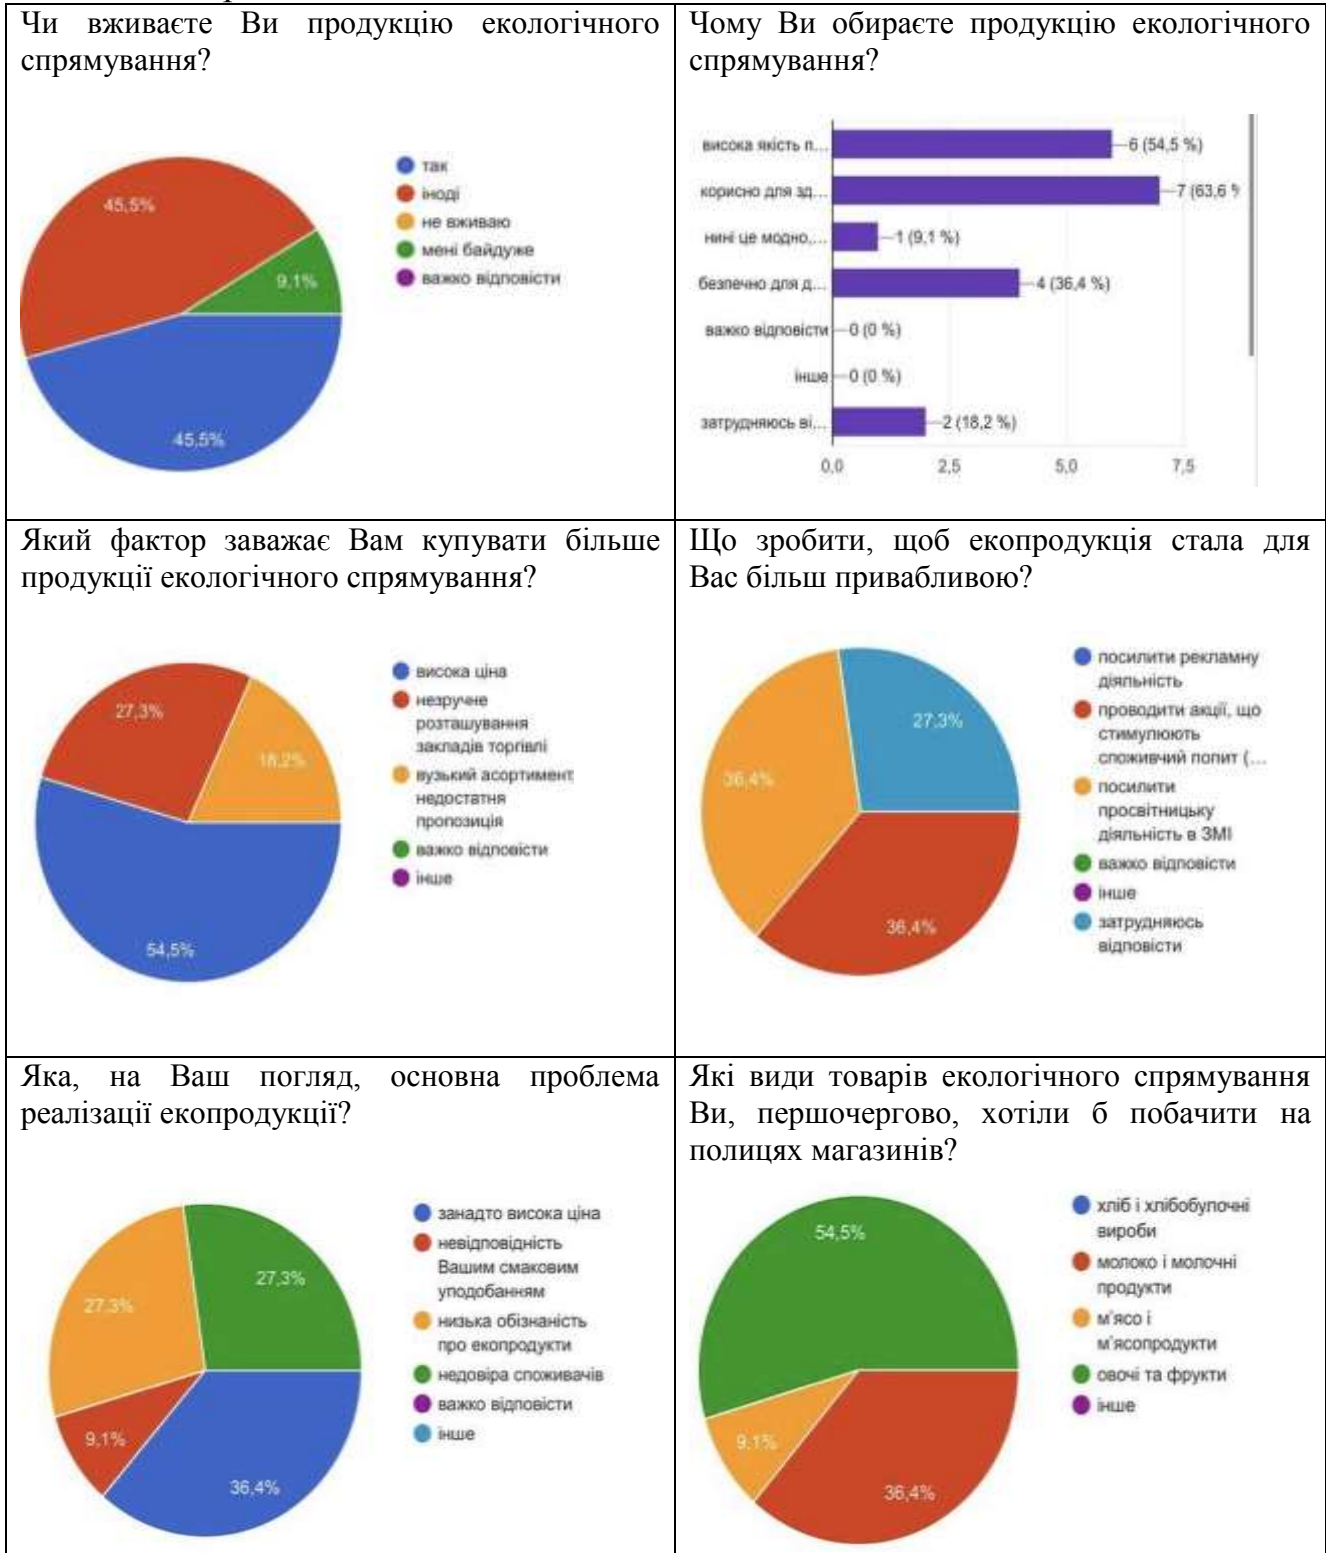 Чи вживаєте Ви продукцію екологічного
спрямування?
45,5%
9,1%
45,5%
так
іноді
не вживаю
мені байдуже
важко відповісти
Чому Ви обираєте продукцію екологічного
спрямування?
висока якість п...
6 (54,5 %)
корисно для зд...
7 (63,6 %
нині це модно,...
1 (9,1 %)
безпечно для д...
4 (36,4 %)
важко відповісти
0 (0 %)
інше
0 (0 %)
затрудняюсь ві...
2 (18,2 %)
0,0 2,5 5,0 7,5
Який фактор заважає Вам купувати більше
продукції екологічного спрямування?
27,3%
18,2%
54,5%
висока ціна
незручне
розташування
закладів торгівлі
вузький асортимент
недостатня
пропозиція
важко відповісти
інше
Що зробити, щоб екопродукція стала для
Вас більш привабливою?
27,3%
36,4%
36,4%
посилити рекламну
діяльність
проводити акції, що
стимулюють
споживчий попит (...
посилити
просвітницьку
діяльність в ЗМІ
важко відповісти
інше
затрудняюсь
відповісти
Яка, на Ваш погляд, основна проблема
реалізації екопродукції?
27,3%
27,3%
9,1%
36,4%
занадто висока ціна
невідповідність
Вашим смаковим
уподобанням
низька обізнаність
про екопродукти
недовіра споживачів
важко відповісти
інше
Які види товарів екологічного спрямування
Ви, першочергово, хотіли б побачити на
полицях магазинів?
54,5%
9,1%
36,4%
хліб і хлібобулочні
вироби
молоко і молочні
продукти
м'ясо і
м'ясопродукти
овочі та фрукти
інше